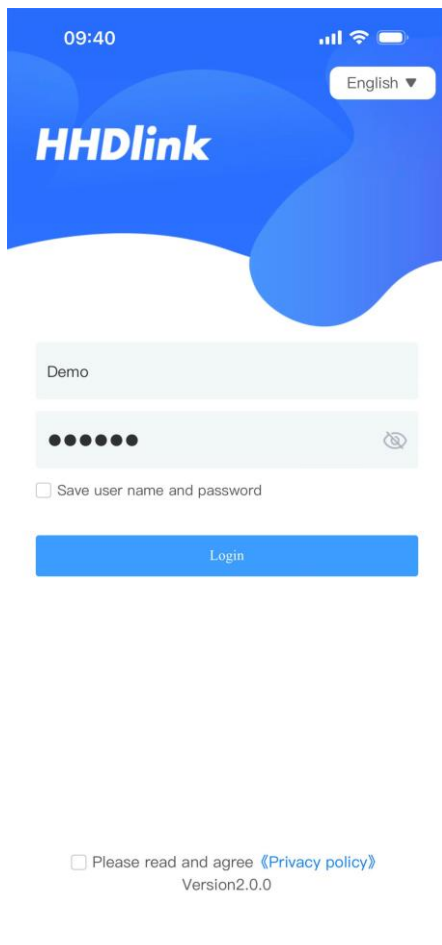 09:40
English ▼
HHDlink
Demo
●●●●●●
Save user name and password
Login
Please read and agree《Privacy policy》
Version2.0.0